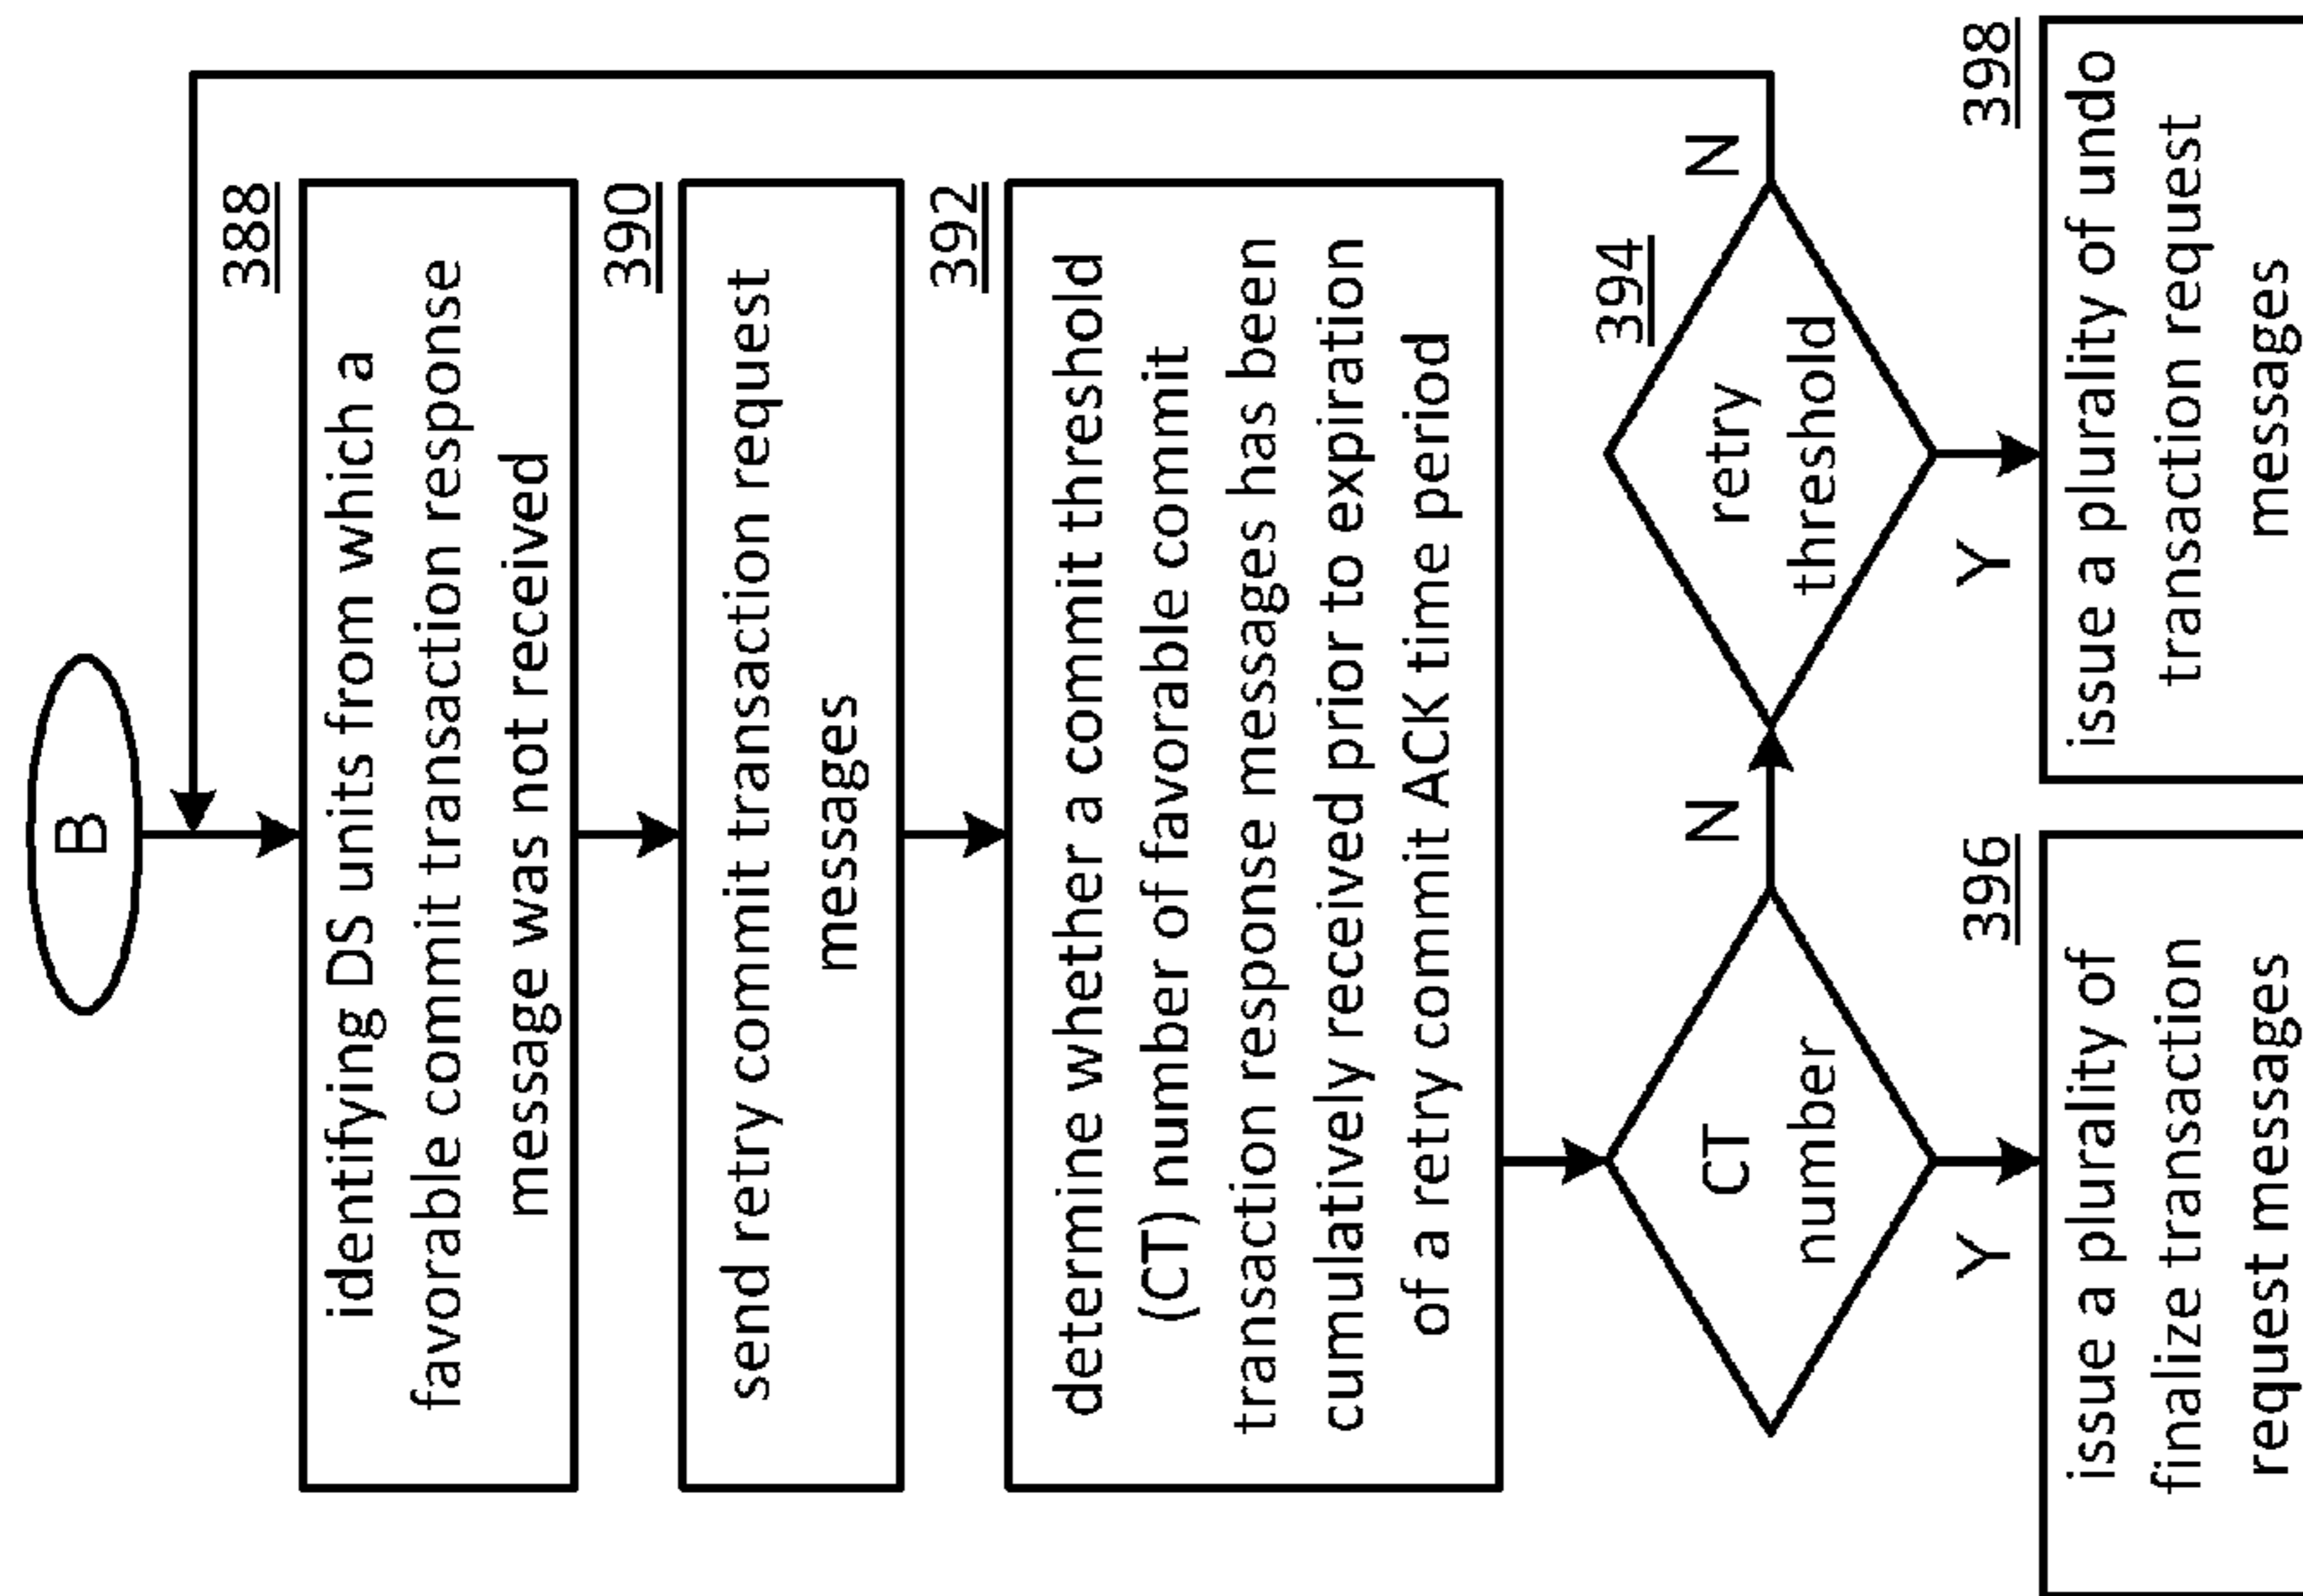 B
388
identifying DS units from which a
favorable commit transaction response
message was not received
390
send retry commit transaction request
messages
392
determine whether a commit threshold
(CT) number of favorable commit
transaction response messages has been
cumulatively received prior to expiration
of a retry commit ACK time period
CT
number
N
Y
394
retry
threshold
N
Y
396
issue a plurality of
finalize transaction
request messages
398
issue a plurality of undo
transaction request
messages